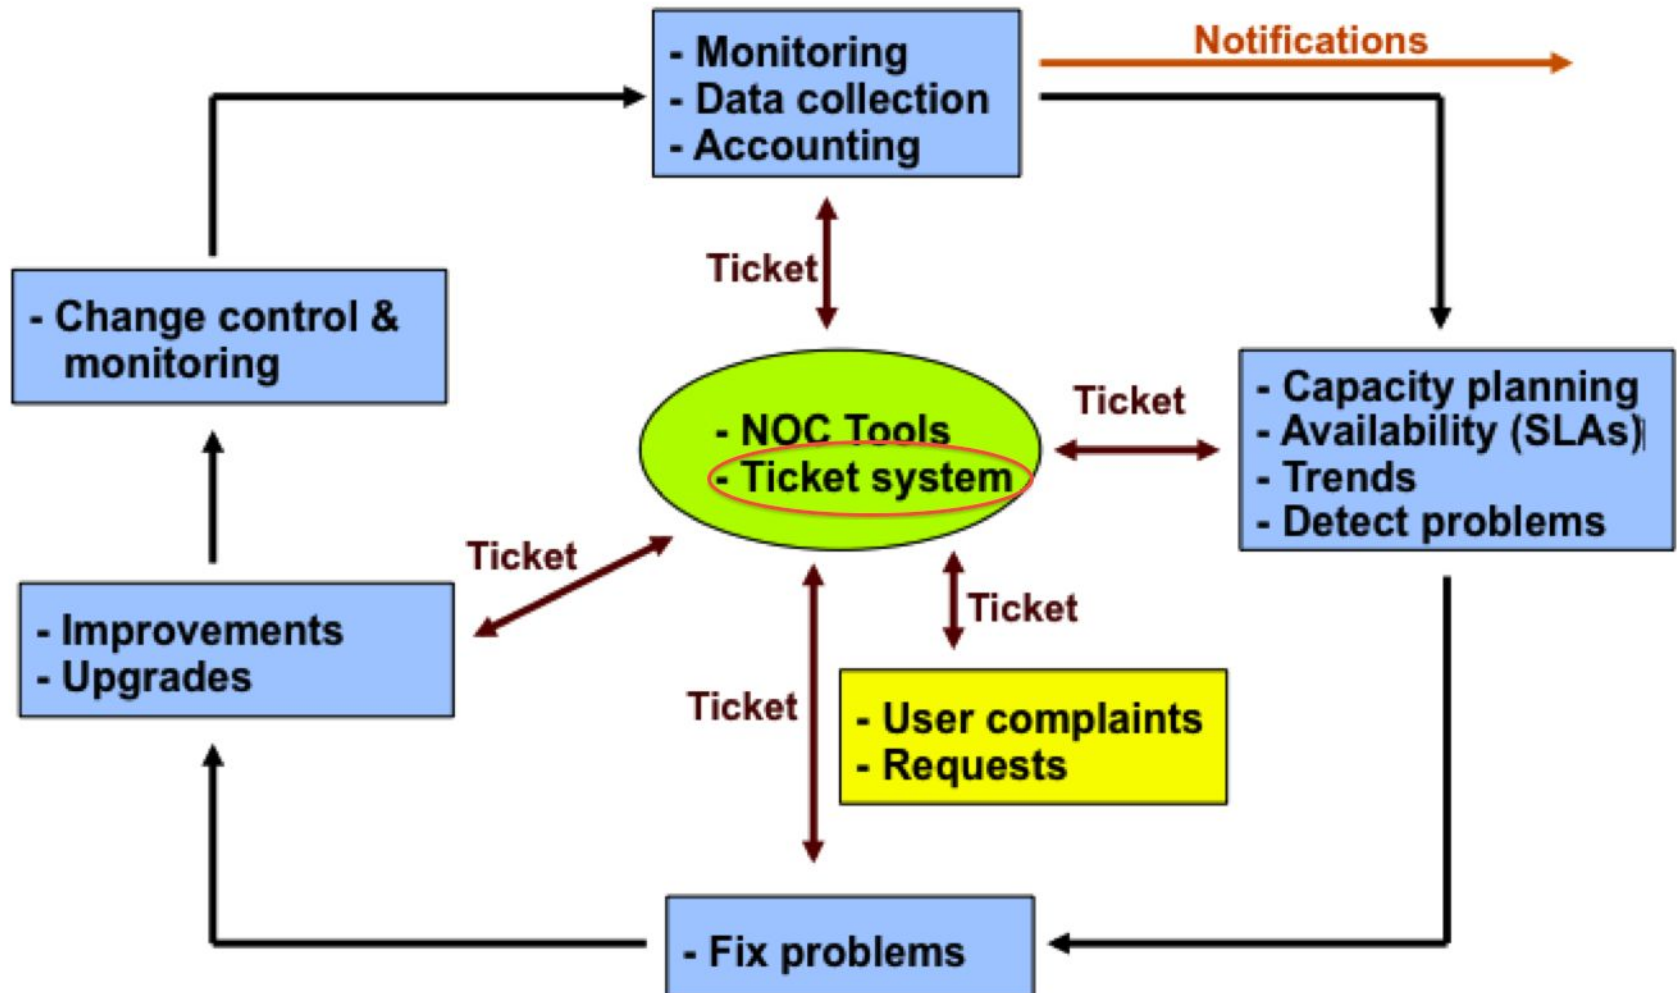 - Monitoring
- Data collection
- Accounting
Notifications
Ticket
- Change control &
monitoring
- NOC Tools
- Ticket system
Ticket
- Capacity planning
- Availability (SLAs)
- Trends
- Detect problems
Ticket
- Improvements
- Upgrades
Ticket
Ticket
- User complaints
- Requests
- Fix problems